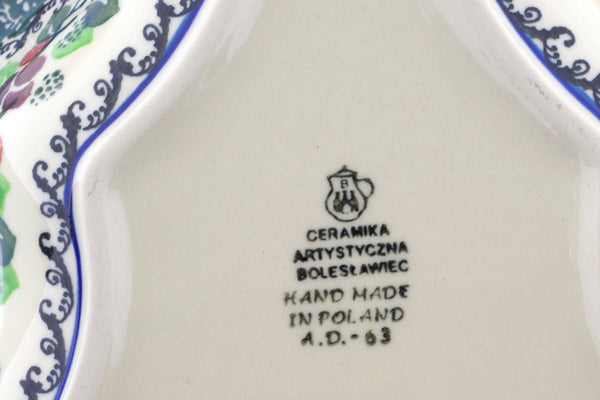 B
CERAMIKA
ARTYSTYCZNA
BOLESŁAWIEC
HAND MADE
IN POLAND
A.D.- 63